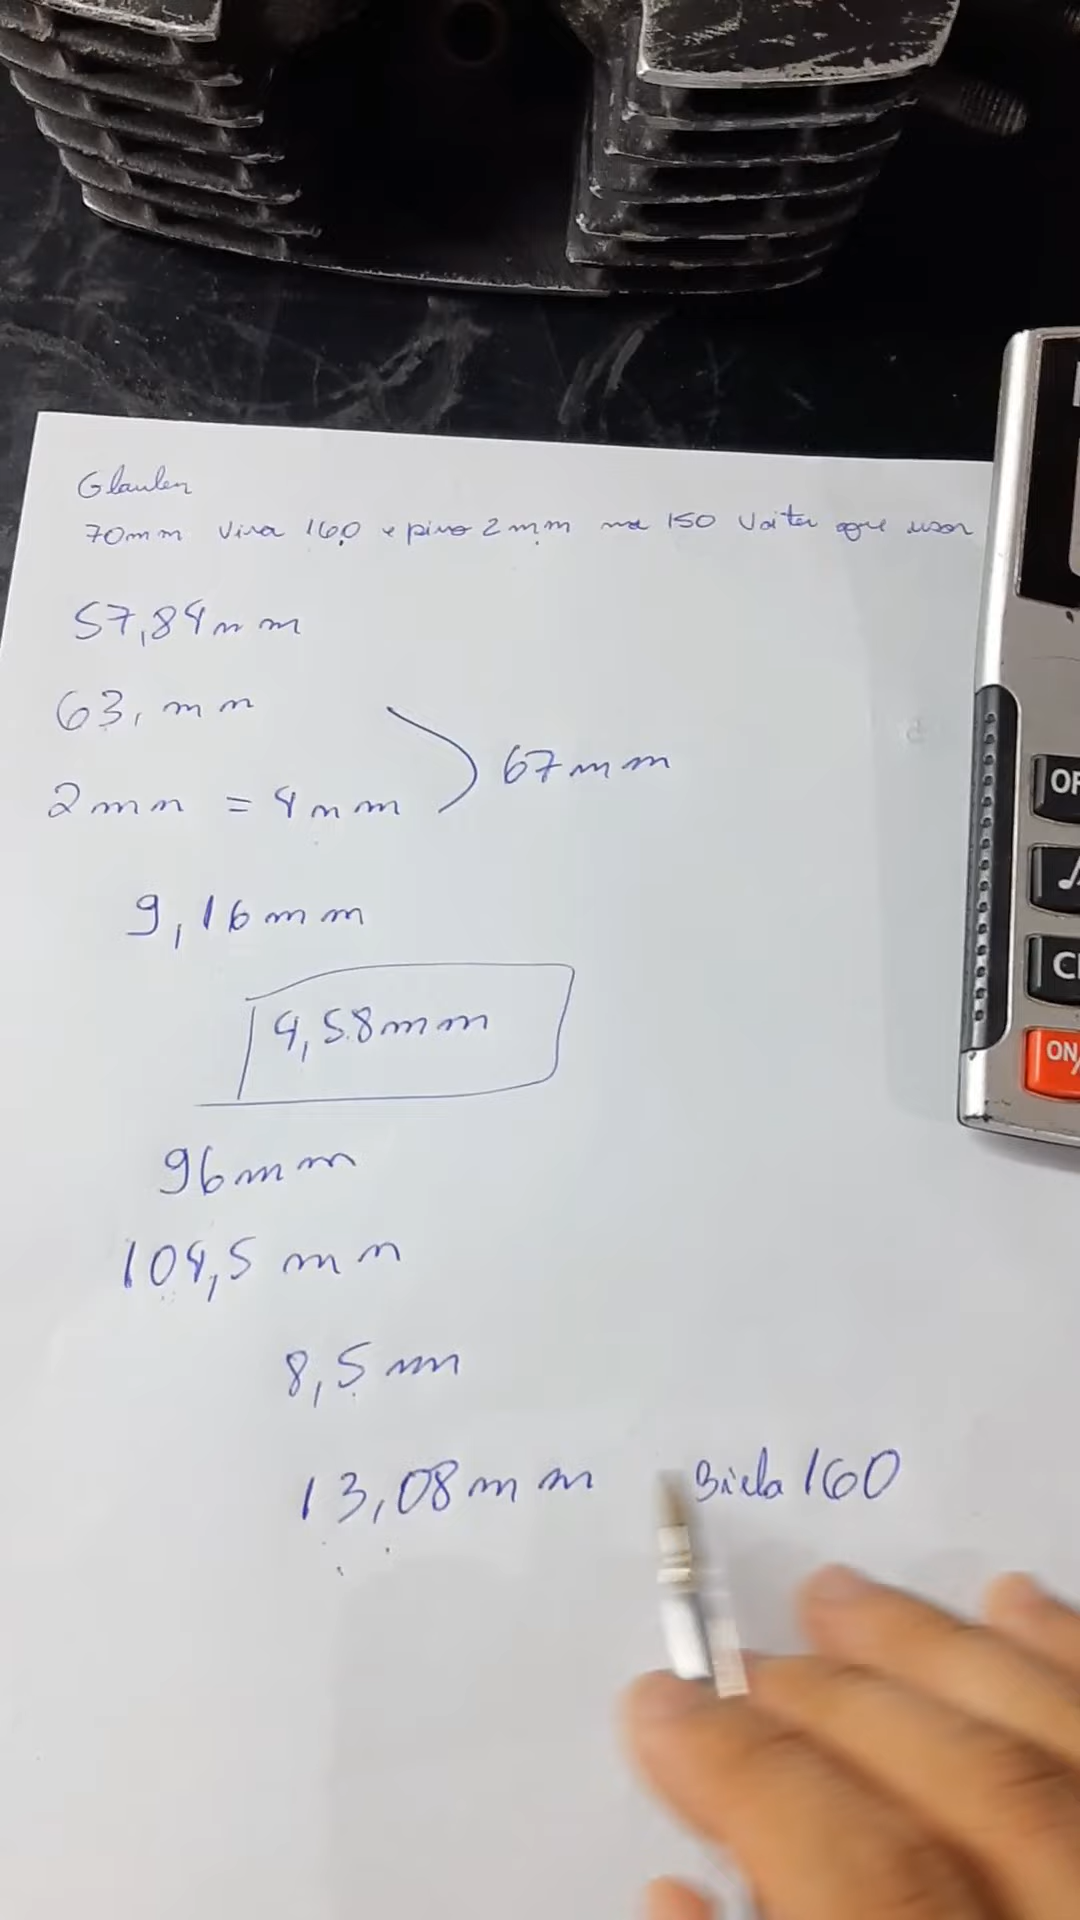 Glauber
70mm vira 160 e pino 2mm na 150 Vai ter que usar
57,84mm
63,mm
2mm = 4mm
67mm
9,16mm
4,58mm
96mm
104,5 mm
8,5 mm
13,08mm Biela 160
ON/